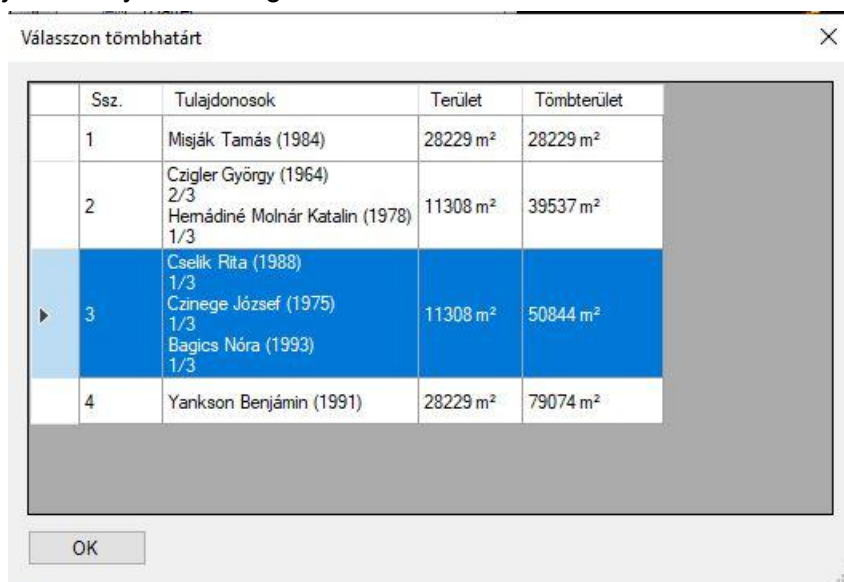 Válasszon tömbhatárt
Ssz. Tulajdonosok Terület Tömbterület
1 Misják Tamás (1984) 28229 m² 28229 m²
Czigler György (1964)
2/3
2 Hernádiné Molnár Katalin (1978) 11308 m² 39537 m²
1/3
Cselik Rita (1988)
1/3
3 Czinege József (1975) 11308 m² 50844 m²
1/3
Bagics Nóra (1993)
1/3
4 Yankson Benjámin (1991) 28229 m² 79074 m²
OK